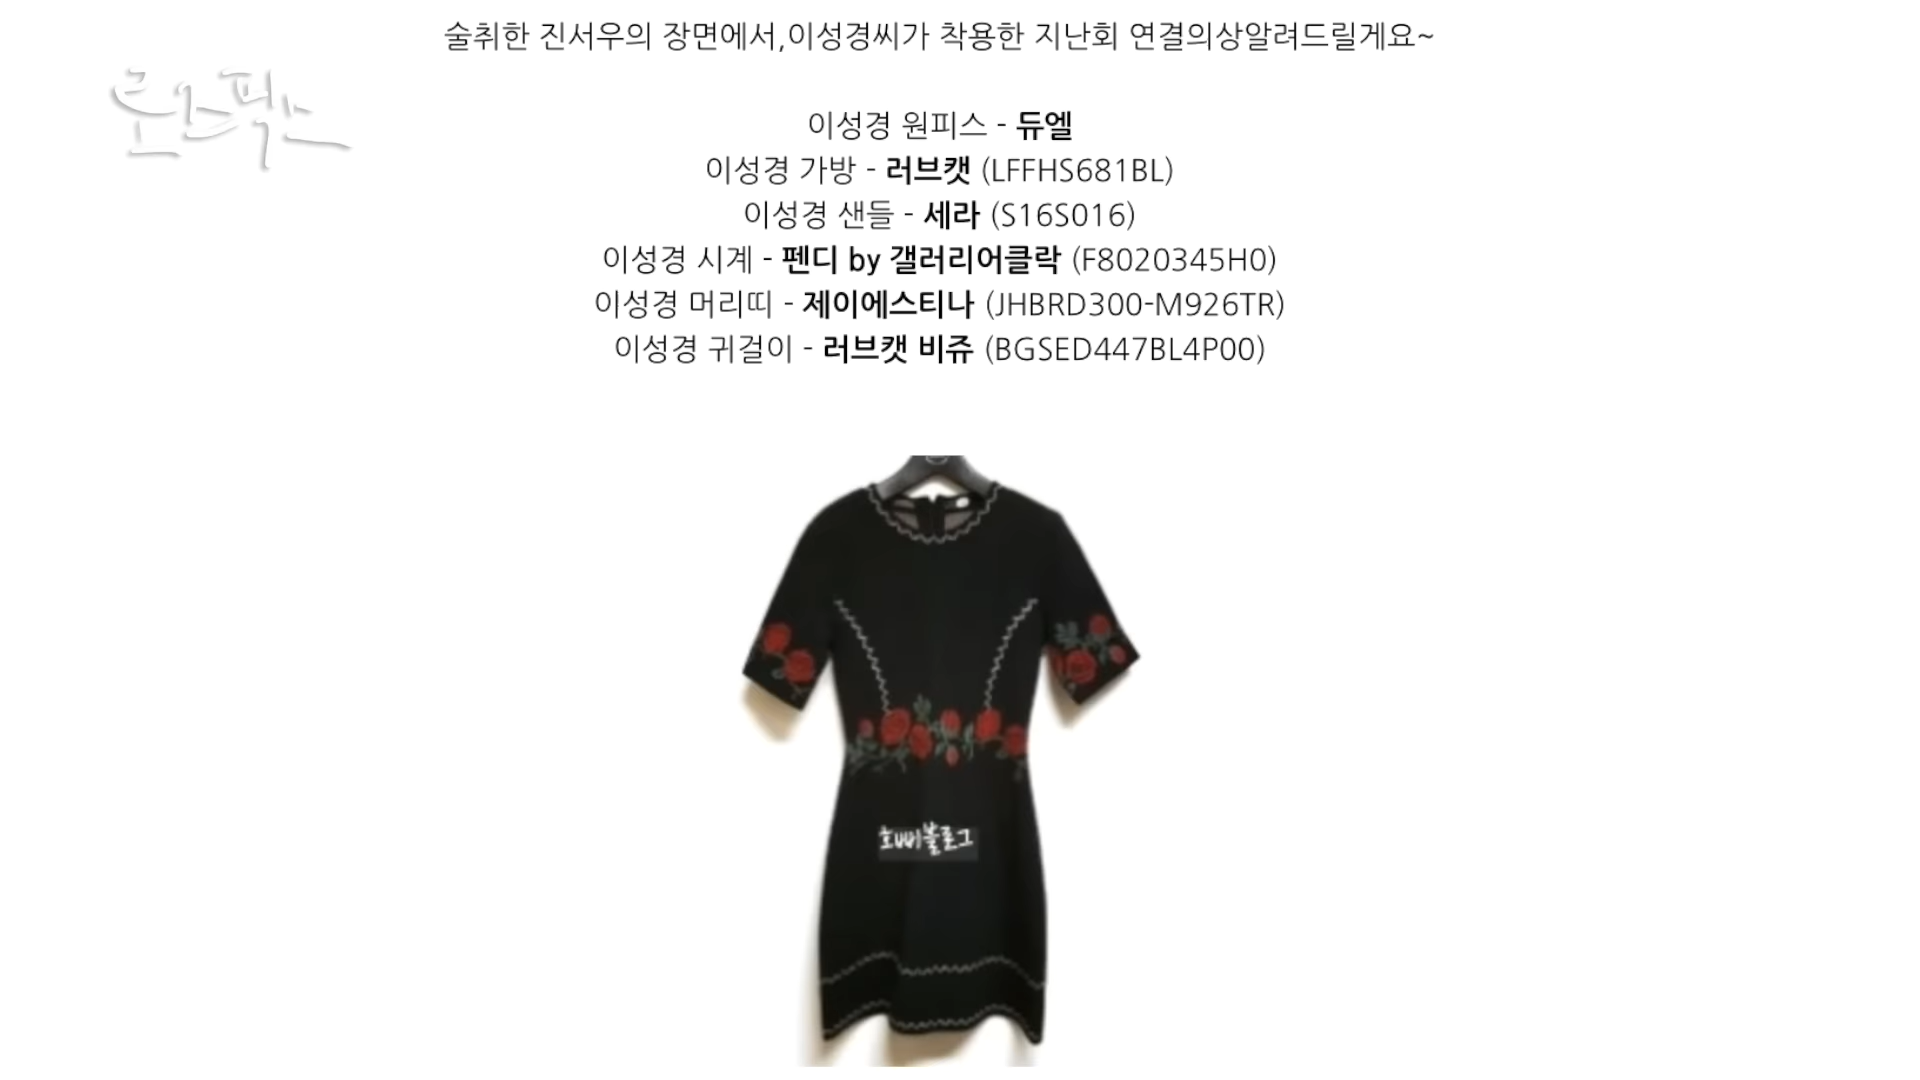 술취한 진서우의 장면에서,이성경씨가 착용한 지난회 연결의상알려드릴게요~
룩스픽스
이성경 원피스 - 듀엘
이성경 가방 - 러브캣 (LFFHS681BL)
이성경 샌들 - 세라 (S16S016)
이성경 시계 - 펜디 by 갤러리어클락 (F8020345H0)
이성경 머리띠 - 제이에스티나 (JHBRD300-M926TR)
이성경 귀걸이 - 러브캣 비쥬 (BGSED447BL4P00)
호삐블로그